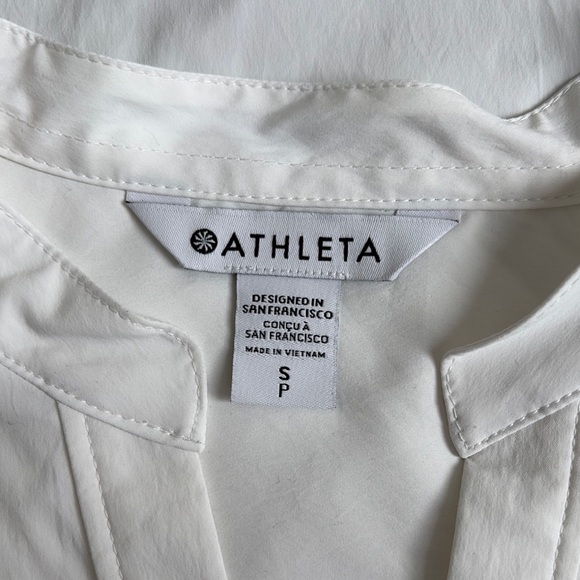 ATHLETA
DESIGNED IN
SAN FRANCISCO
CONÇU À
SAN FRANCISCO
MADE IN VIETNAM
S
P